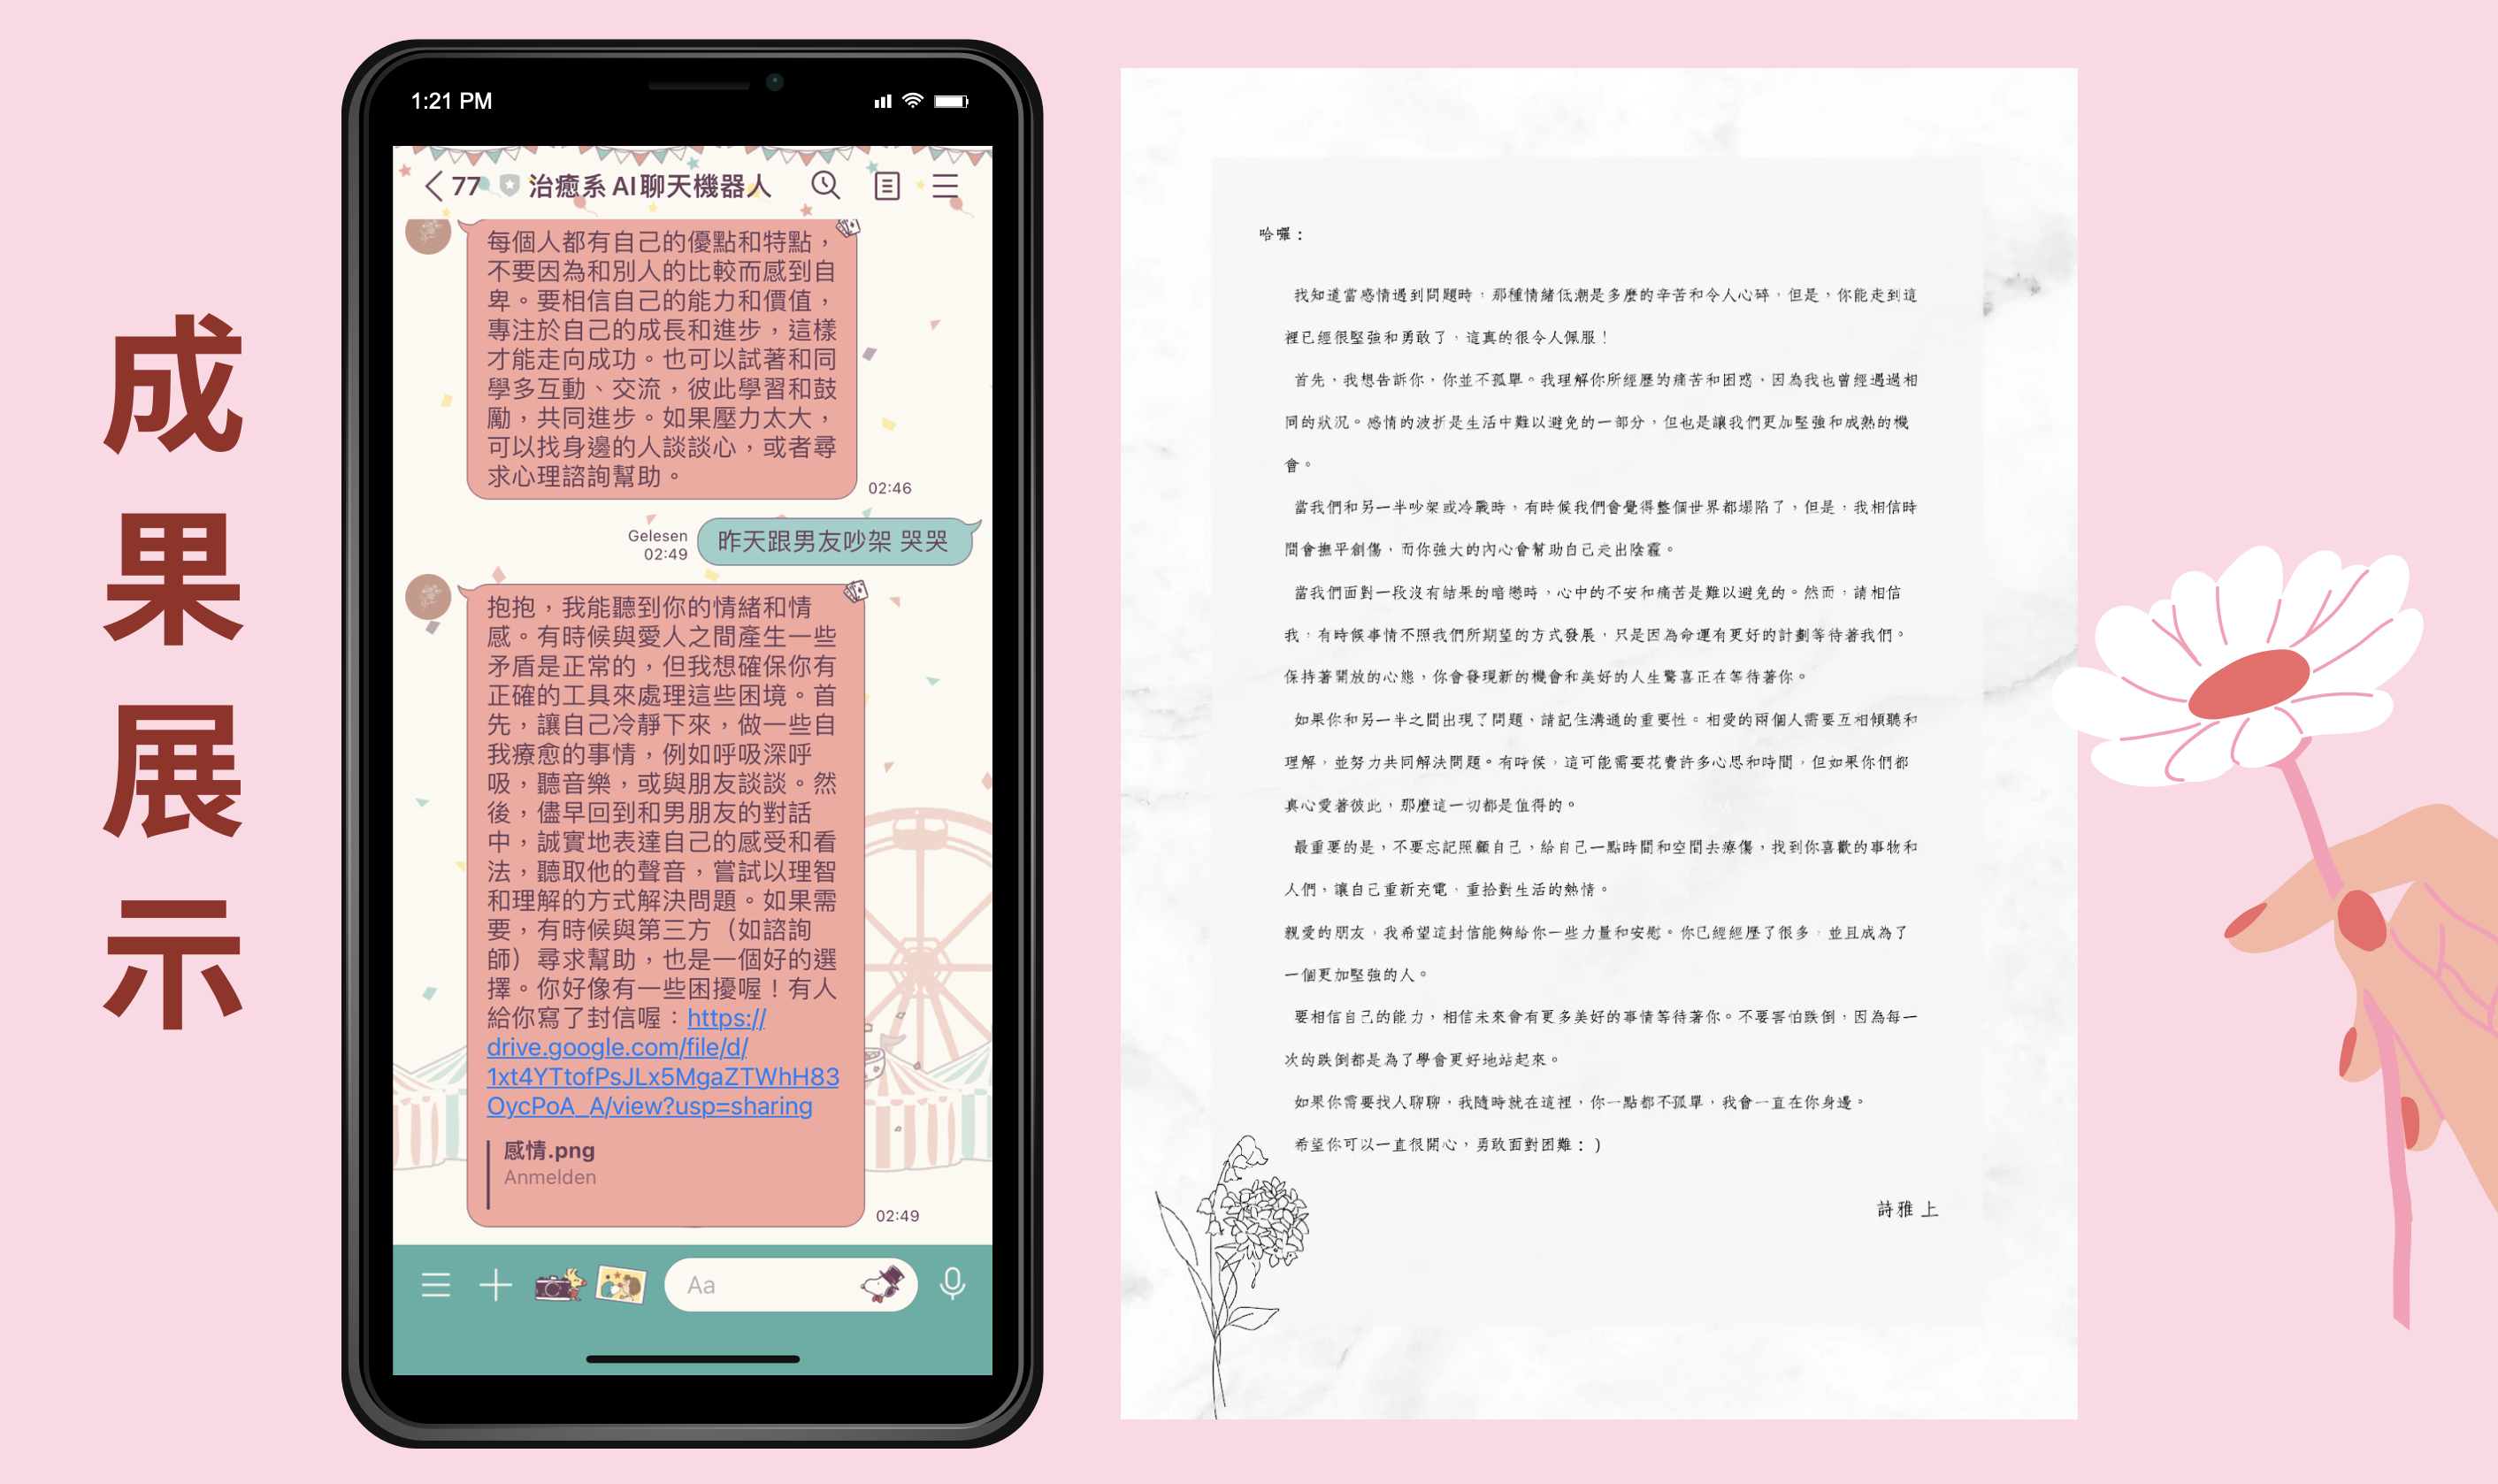 成果展示
1:21 PM
77 治癒系 AI聊天機器人
每個人都有自己的優點和特點，
不要因為和別人的比較而感到自
卑。要相信自己的能力和價值，
專注於自己的成長和進步，這樣
才能走向成功。也可以試著和同
學多互動、交流，彼此學習和鼓
勵，共同進步。如果壓力太大，
可以找身邊的人談談心，或者尋
求心理諮詢幫助。
02:46
Gelesen
02:49
昨天跟男友吵架 哭哭
抱抱，我能聽到你的情緒和情
感。有時候與愛人之間產生一些
矛盾是正常的，但我想確保你有
正確的工具來處理這些困境。首
先，讓自己冷靜下來，做一些自
我療愈的事情，例如呼吸深呼
吸，聽音樂，或與朋友談談。然
後，儘早回到和男朋友的對話
中，誠實地表達自己的感受和看
法，聽取他的聲音，嘗試以理智
和理解的方式解決問題。如果需
要，有時候與第三方（如諮詢
師）尋求幫助，也是一個好的選
擇。你好像有一些困擾喔！有人
給你寫了封信喔：https://
drive.google.com/file/d/
1xt4YTtofPsJLx5MgaZTWhH83
OycPoA_A/view?usp=sharing
感情.png
Anmelden
02:49
Aa
哈囉：
我知道當感情遇到問題時，那種情緒低潮是多麼的辛苦和令人心碎，但是，你能走到這
裡已經很堅強和勇敢了，這真的很令人佩服！
首先，我想告訴你，你並不孤單。我理解你所經歷的痛苦和困惑，因為我也曾經遇過相
同的狀況。感情的波折是生活中難以避免的一部分，但也是讓我們更加堅強和成熟的機
會。
當我們和另一半吵架或冷戰時，有時候我們會覺得整個世界都塌陷了，但是，我相信時
間會撫平創傷，而你強大的內心會幫助自己走出陰霾。
當我們面對一段沒有結果的暗戀時，心中的不安和痛苦是難以避免的。然而，請相信
我，有時候事情不照我們所期望的方式發展，只是因為命運有更好的計劃等待著我們。
保持著開放的心態，你會發現新的機會和美好的人生驚喜正在等待著你。
如果你和另一半之間出現了問題，請記住溝通的重要性。相愛的兩個人需要互相傾聽和
理解，並努力共同解決問題。有時候，這可能需要花費許多心思和時間，但如果你們都
真心愛著彼此，那麼這一切都是值得的。
最重要的是，不要忘記照顧自己，給自己一點時間和空間去療傷，找到你喜歡的事物和
人們，讓自己重新充電，重拾對生活的熱情。
親愛的朋友，我希望這封信能夠給你一些力量和安慰。你已經經歷了很多，並且成為了
一個更加堅強的人。
要相信自己的能力，相信未來會有更多美好的事情等待著你。不要害怕跌倒，因為每一
次的跌倒都是為了學會更好地站起來。
如果你需要找人聊聊，我隨時就在這裡，你一點都不孤單，我會一直在你身邊。
希望你可以一直很開心，勇敢面對困難：)
詩雅 上